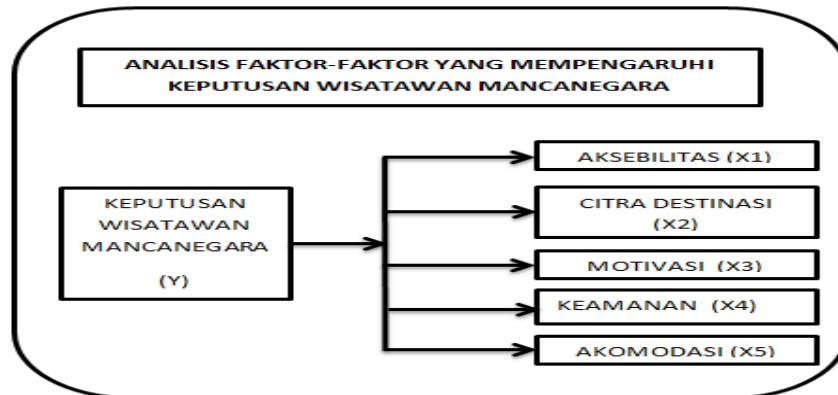 ANALISIS FAKTOR-FAKTOR YANG MEMPENGARUHI
KEPUTUSAN WISATAWAN MANCANEGARA
KEPUTUSAN
WISATAWAN
MANCANEGARA
(Y)
AKSEBILITAS (X1)
CITRA DESTINASI
(X2)
MOTIVASI (X3)
KEAMANAN (X4)
AKOMODASI (X5)